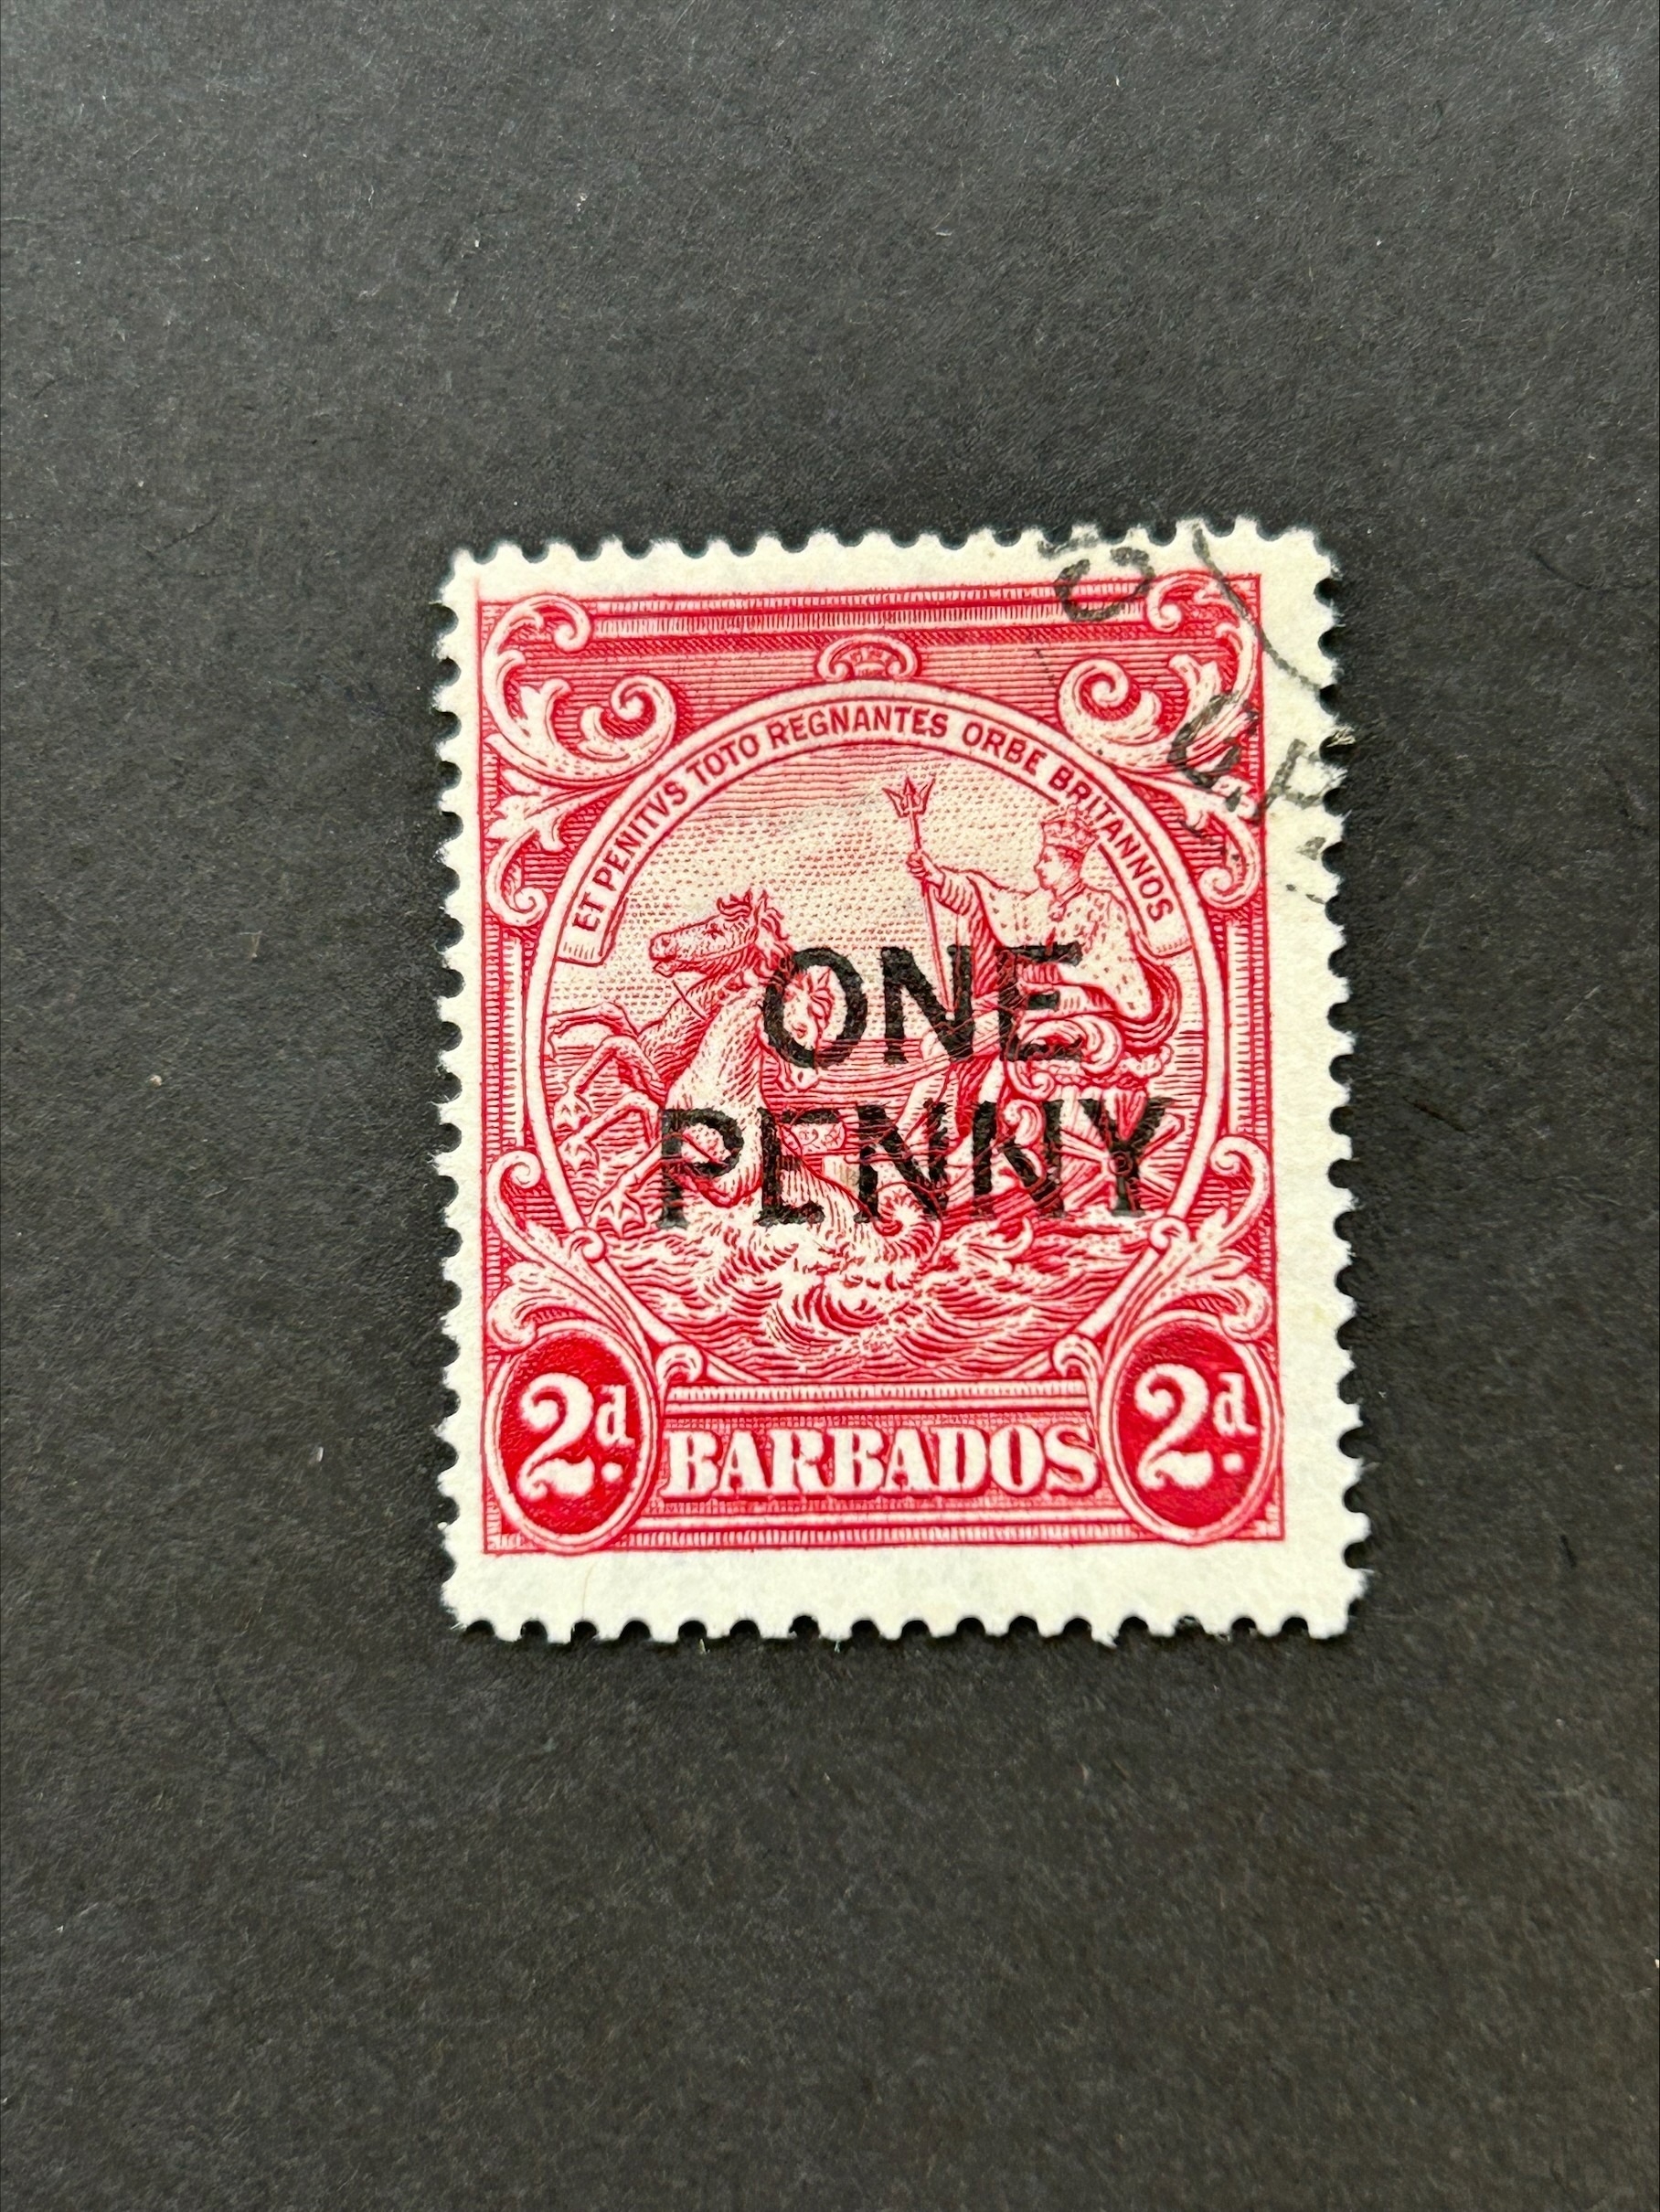 ET PENITVS TOTO REGNANTES ORBE BRITANNOS
ONE
PENNY
2d.
BARBADOS
2d.